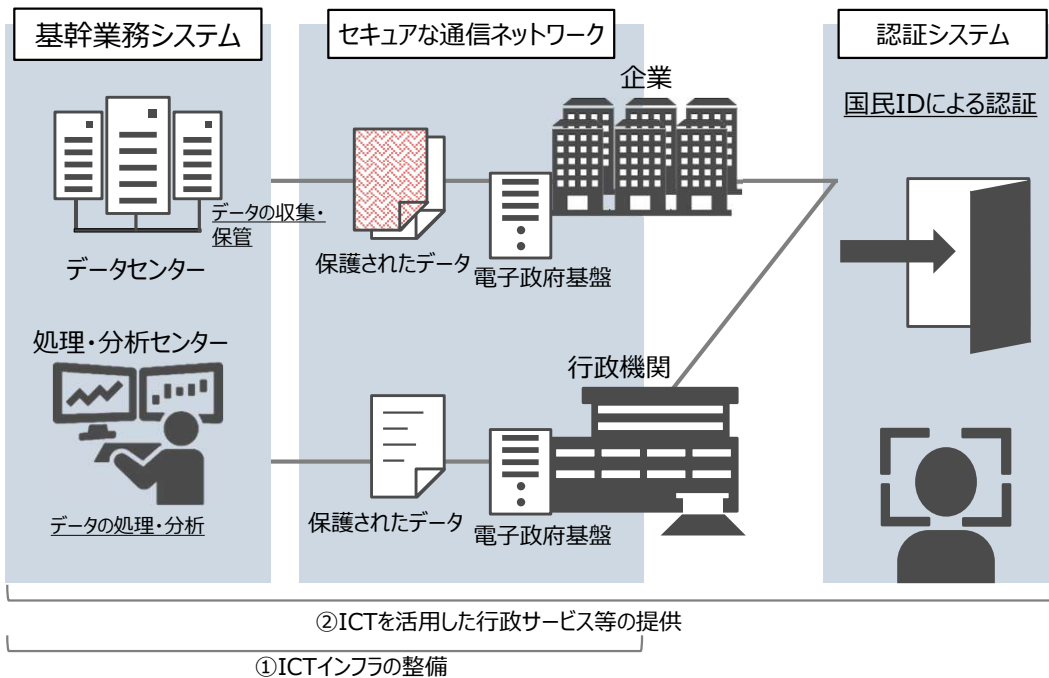 基幹業務システム
セキュアな通信ネットワーク
認証システム
企業
国民IDによる認証
データの収集・
保管
データセンター
保護されたデータ
電子政府基盤
処理・分析センター
行政機関
データの処理・分析
保護されたデータ
電子政府基盤
②ICTを活用した行政サービス等の提供
①ICTインフラの整備